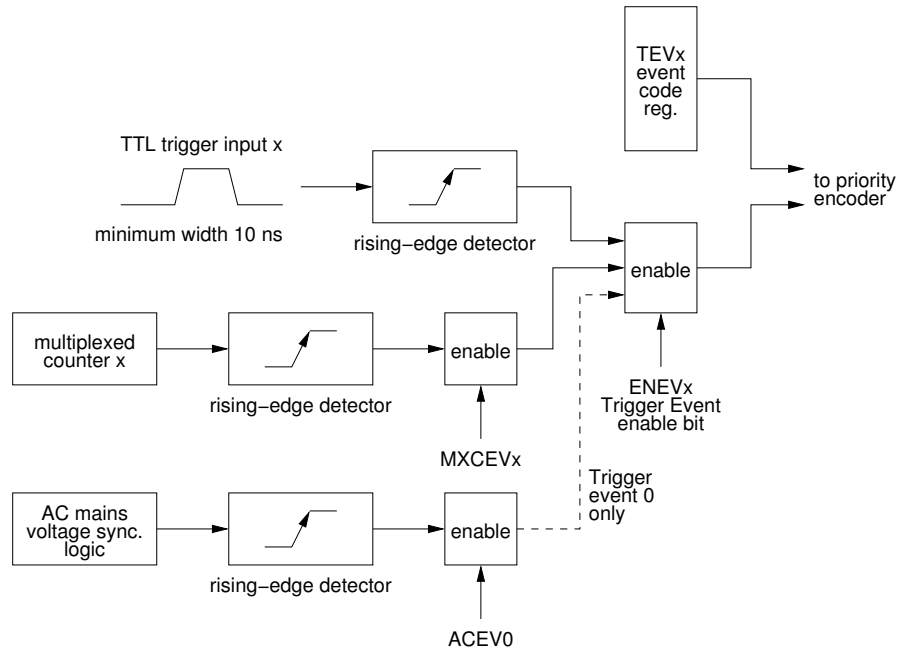 TEVx
event
code
reg.
TTL trigger input x
minimum width 10 ns
rising−edge detector
to priority
encoder
enable
multiplexed
counter x
rising−edge detector
enable
MXCEVx
ENEVx
Trigger Event
enable bit
Trigger
event 0
only
AC mains
voltage sync.
logic
rising−edge detector
enable
ACEV0